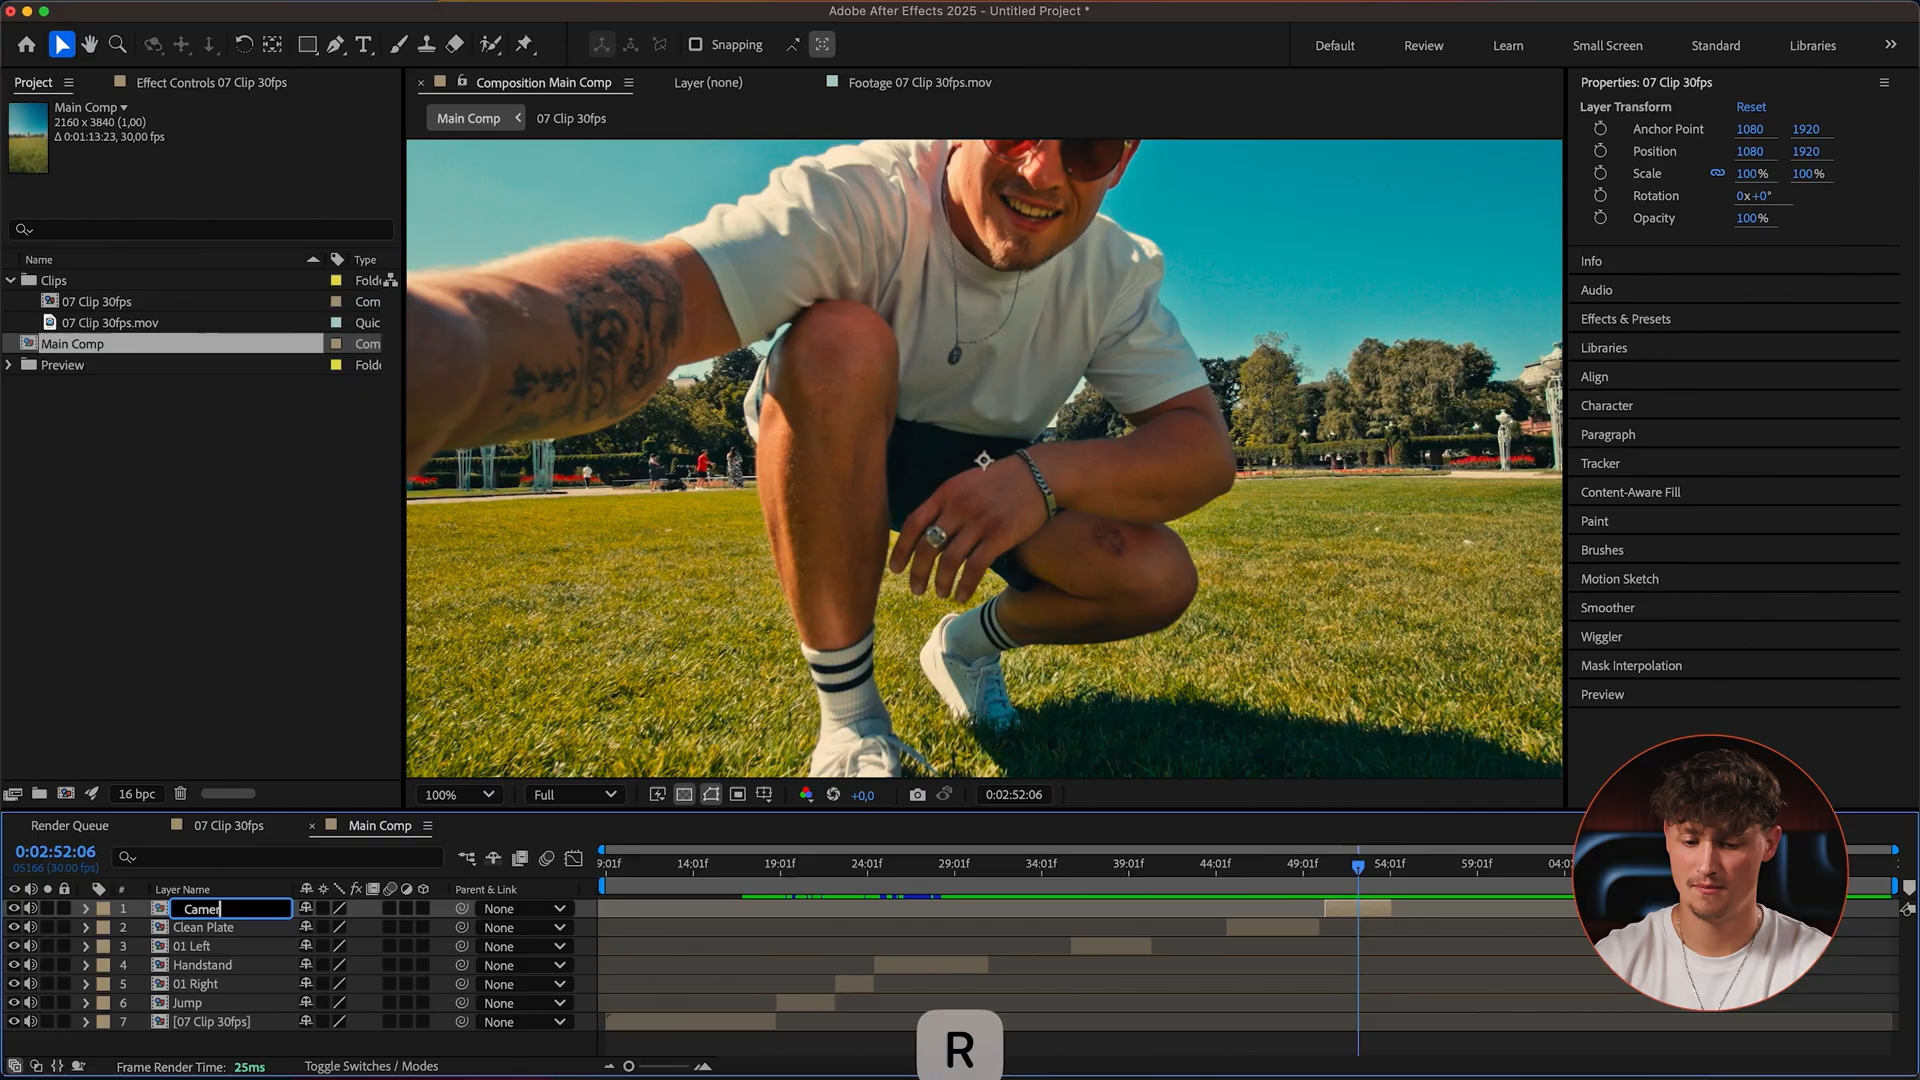 Adobe After Effects 2025 - Untitled Project *
Snapping
Default
Review
Learn
Small Screen
Standard
Libraries
Project
Effect Controls 07 Clip 30fps
Composition Main Comp
Layer (none)
Footage 07 Clip 30fps.mov
Properties: 07 Clip 30fps
Main Comp
2160 x 3840 (1,00)
Δ 0:01:13:23, 30,00 fps
Main Comp
07 Clip 30fps
Layer Transform
Reset
Anchor Point
1080
1920
Position
1080
1920
Scale
100%
100%
Rotation
0x+0°
Opacity
100%
Name
Type
Clips
Fold
07 Clip 30fps
Com
07 Clip 30fps.mov
Quic
Main Comp
Com
Preview
Folde
Info
Audio
Effects & Presets
Libraries
Align
Character
Paragraph
Tracker
Content-Aware Fill
Paint
Brushes
Motion Sketch
Smoother
Wiggler
Mask Interpolation
Preview
16 bpc
100%
Full
+0,0
0:02:52:06
Render Queue
07 Clip 30fps
Main Comp
0:02:52:06
05166 (30.00 fps)
9:01f
14:01f
19:01f
24:01f
29:01f
34:01f
39:01f
44:01f
49:01f
54:01f
59:01f
04:0
#
Layer Name
fx
Parent & Link
1
Camer
None
2
Clean Plate
None
3
01 Left
None
4
Handstand
None
5
01 Right
None
6
Jump
None
7
[07 Clip 30fps]
None
R
Frame Render Time: 25ms
Toggle Switches / Modes